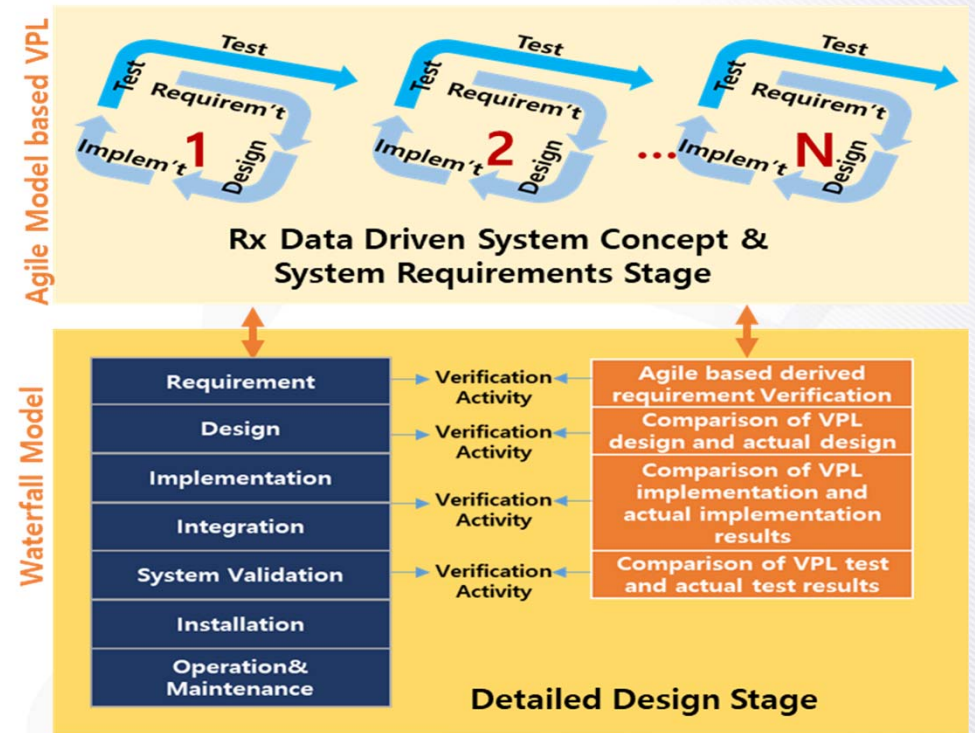 Agile Model based VPL
Test
Test
Requirem't
Design
Implem't
1
Test
Test
Requirem't
Design
Implem't
2
...
Test
Test
Requirem't
Design
Implem't
N
Rx Data Driven System Concept &
System Requirements Stage
Waterfall Model
Requirement
Design
Implementation
Integration
System Validation
Installation
Operation&
Maintenance
Verification
Activity
Verification
Activity
Verification
Activity
Verification
Activity
Agile based derived
requirement Verification
Comparison of VPL
design and actual design
Comparison of VPL
implementation and
actual implementation
results
Comparison of VPL test
and actual test results
Detailed Design Stage